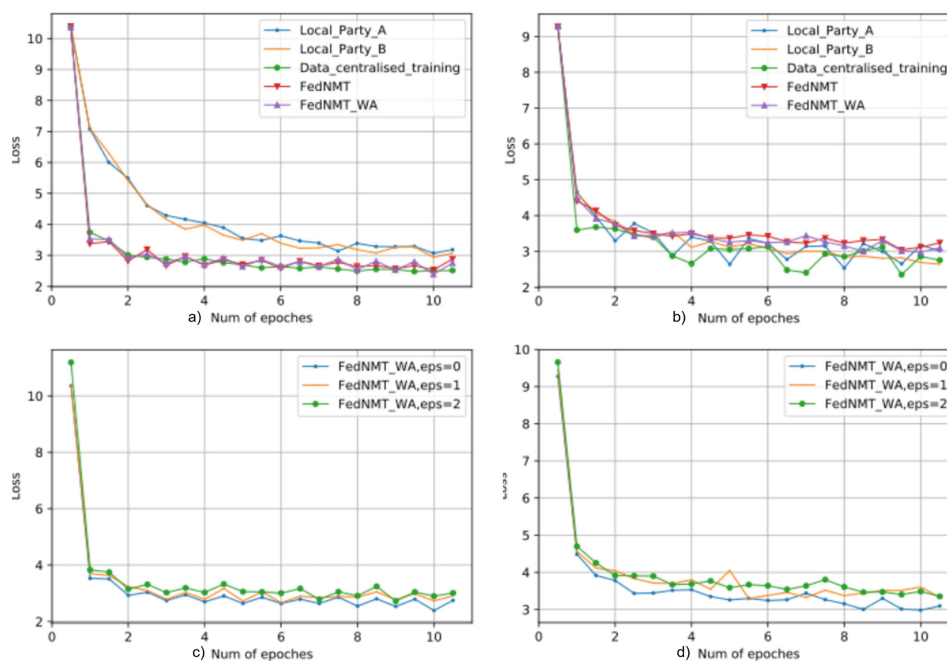 10
9
8
7
6
5
4
3
2
Loss
Local_Party_A
Local_Party_B
Data_centralised_training
FedNMT
FedNMT_WA
0 2 4 6 8 10
a) Num of epoches
9
8
7
6
5
4
3
2
Loss
Local_Party_A
Local_Party_B
Data_centralised_training
FedNMT
FedNMT_WA
0 2 4 6 8 10
b) Num of epoches
10
8
6
4
2
Loss
FedNMT_WA,eps=0
FedNMT_WA,eps=1
FedNMT_WA,eps=2
0 2 4 6 8 10
c) Num of epoches
10
9
8
7
6
5
4
3
Loss
FedNMT_WA,eps=0
FedNMT_WA,eps=1
FedNMT_WA,eps=2
0 2 4 6 8 10
d) Num of epoches